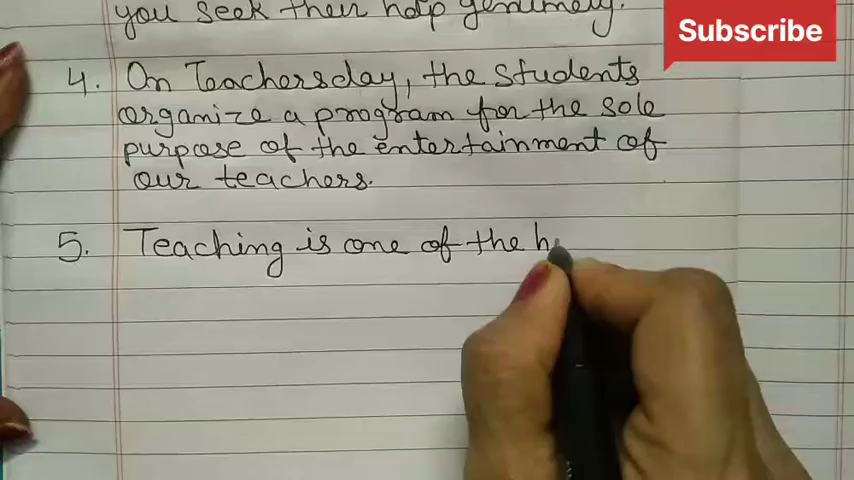 you seek their help genuinely.
Subscribe
4. On Teachersday, the students
organize a program for the sole
purpose of the entertainment of
our teachers.
5. Teaching is one of the h